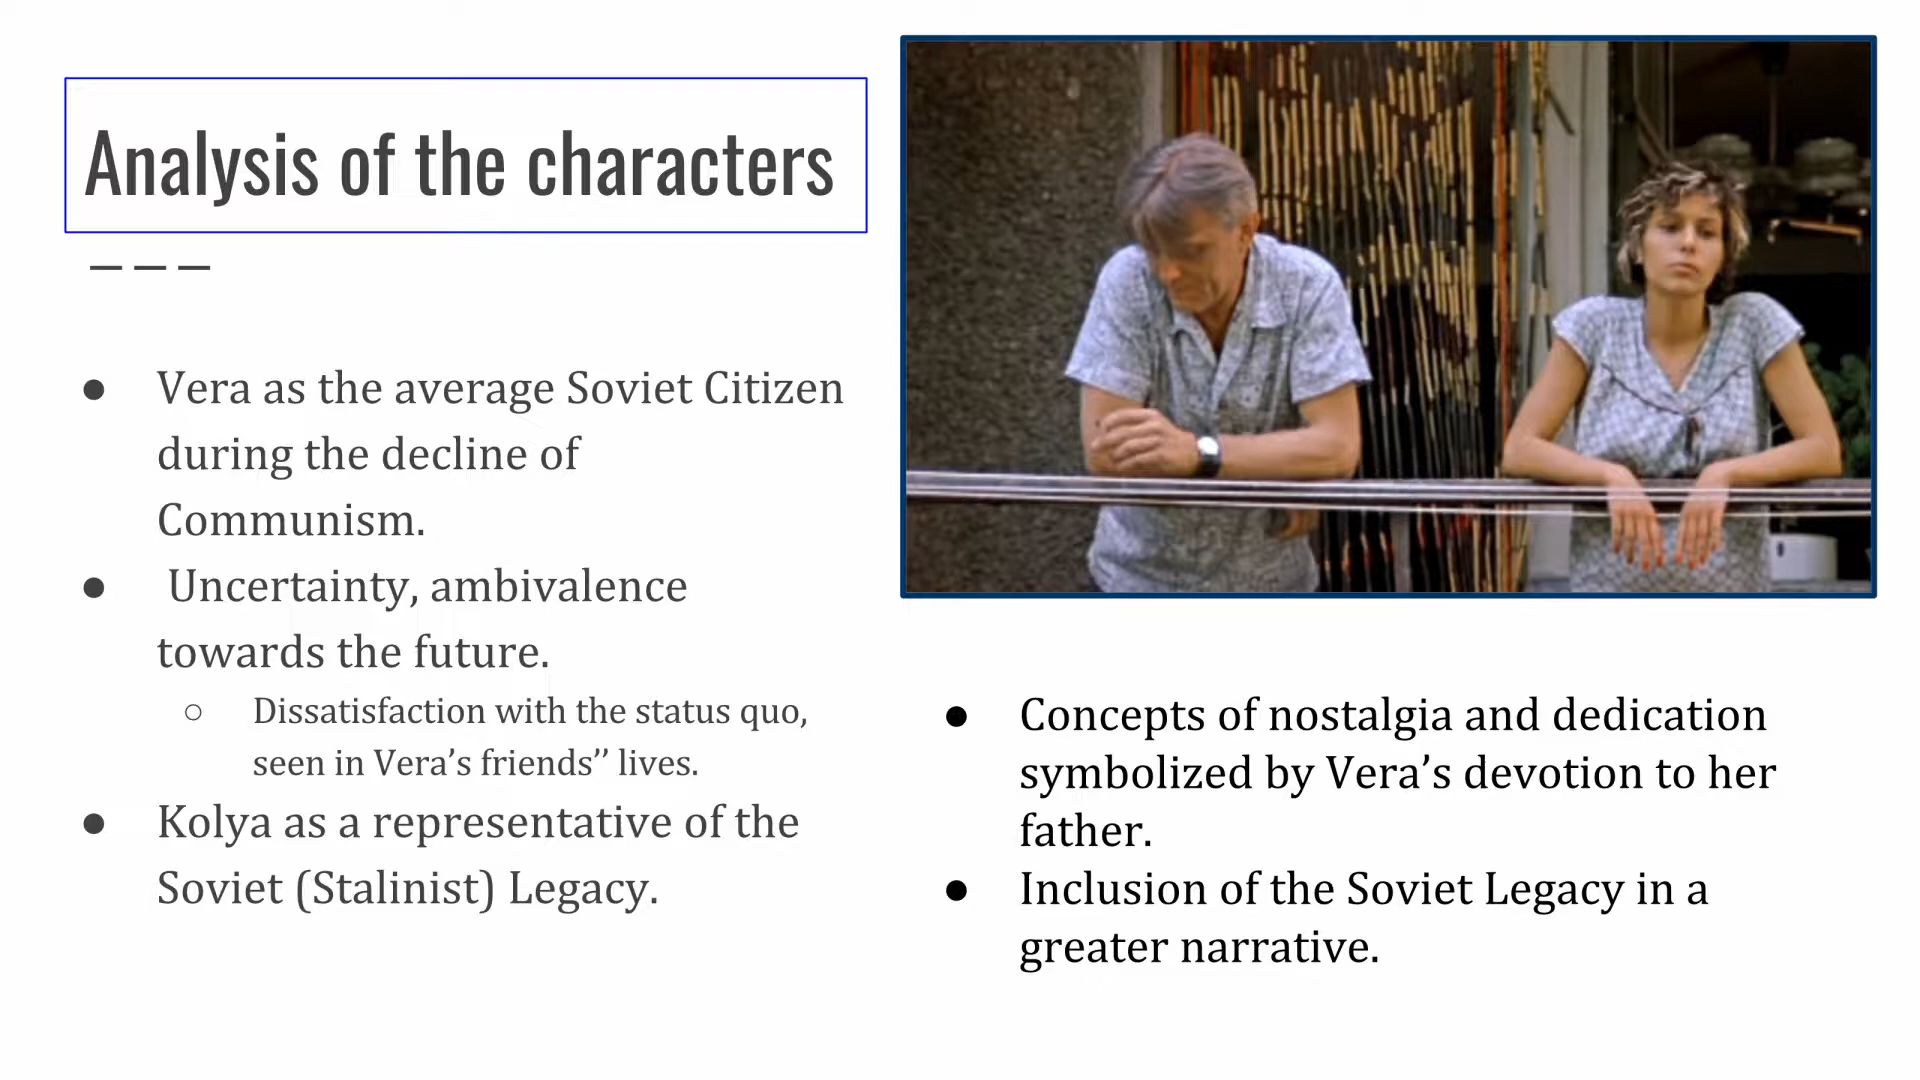 Analysis of the characters
● Vera as the average Soviet Citizen
during the decline of
Communism.
● Uncertainty, ambivalence
towards the future.
○ Dissatisfaction with the status quo,
seen in Vera’s friends’’ lives.
● Kolya as a representative of the
Soviet (Stalinist) Legacy.
● Concepts of nostalgia and dedication
symbolized by Vera’s devotion to her
father.
● Inclusion of the Soviet Legacy in a
greater narrative.